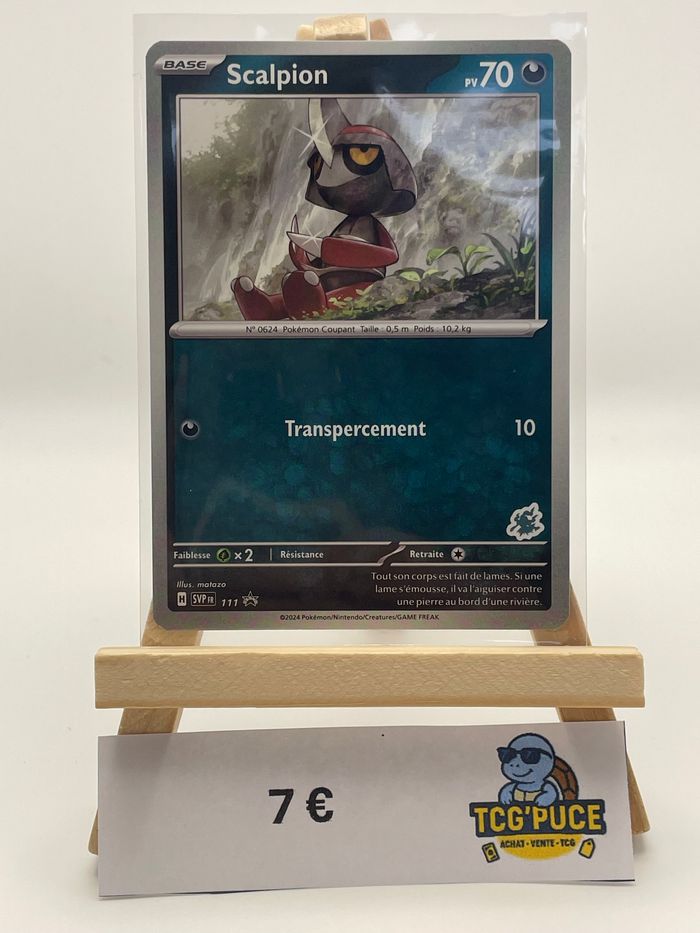 BASE Scalpion PV 70
N° 0624 Pokémon Coupant Taille : 0,5 m Poids : 10,2 kg
Transpercement 10
Faiblesse ×2 Résistance Retraite
Illus. matazo
Tout son corps est fait de lames. Si une
lame s'émousse, il va l'aiguiser contre
une pierre au bord d'une rivière.
H SVP FR 111
©2024 Pokémon/Nintendo/Creatures/GAME FREAK
7 €
TCG'PUCE
ACHAT - VENTE - TCG